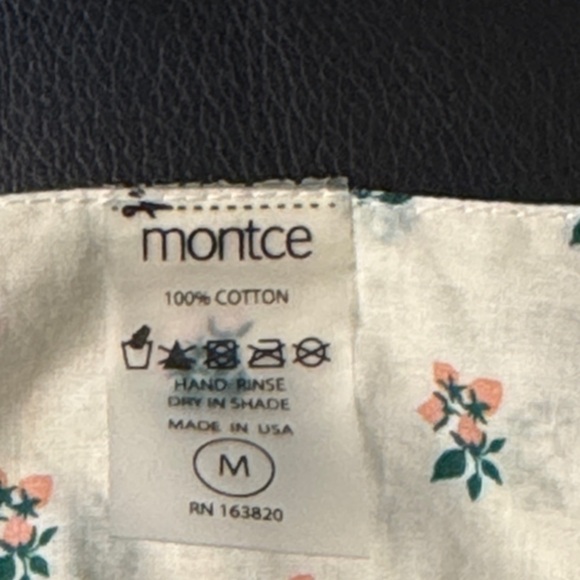 montce
100% COTTON
HAND RINSE
DRY IN SHADE
MADE IN USA
M
RN 163820